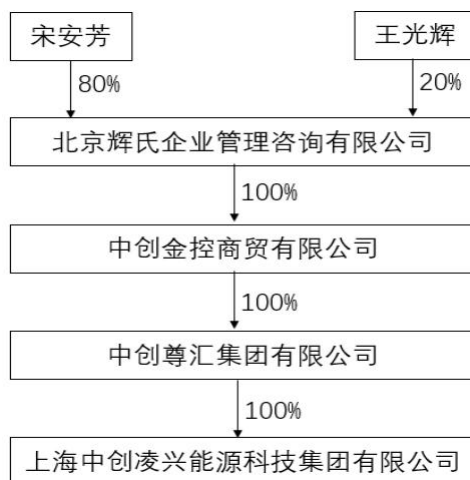 宋安芳
王光辉
80%
20%
北京辉氏企业管理咨询有限公司
100%
中创金控商贸有限公司
100%
中创尊汇集团有限公司
100%
上海中创凌兴能源科技集团有限公司